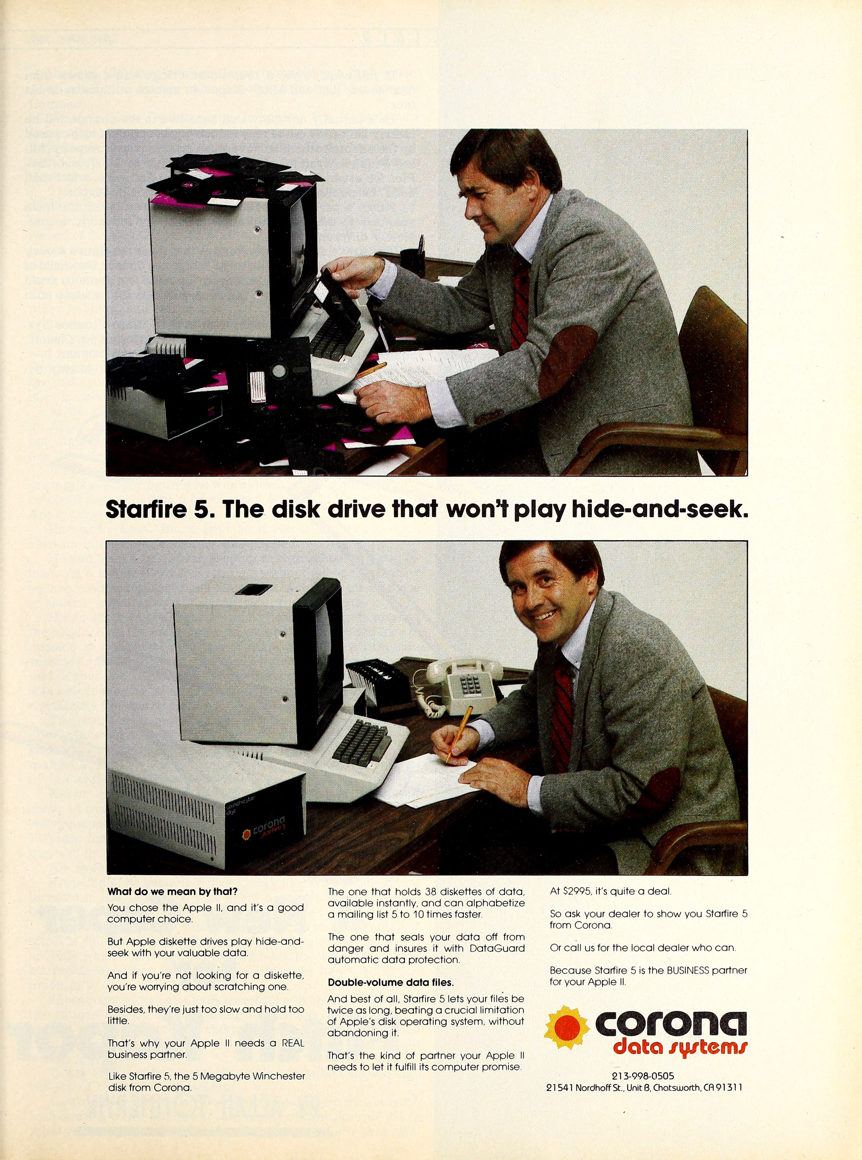 Starfire 5. The disk drive that won't play hide-and-seek.
corona
What do we mean by that?
You chose the Apple II, and it's a good
computer choice.
But Apple diskette drives play hide-and-
seek with your valuable data.
And if you're not looking for a diskette,
you're worrying about scratching one.
Besides, they're just too slow and hold too
little.
That's why your Apple II needs a REAL
business partner.
Like Starfire 5, the 5 Megabyte Winchester
disk from Corona.
The one that holds 38 diskettes of data,
available instantly, and can alphabetize
a mailing list 5 to 10 times faster.
The one that seals your data off from
danger and insures it with DataGuard
automatic data protection.
Double-volume data files.
And best of all, Starfire 5 lets your files be
twice as long, beating a crucial limitation
of Apple's disk operating system, without
abandoning it.
That's the kind of partner your Apple II
needs to let it fulfill its computer promise.
At $2995, it's quite a deal.
So ask your dealer to show you Starfire 5
from Corona.
Or call us for the local dealer who can.
Because Starfire 5 is the BUSINESS partner
for your Apple II.
corona
data systems
213-998-0505
21541 Nordhoff St., Unit B, Chatsworth, CA 91311